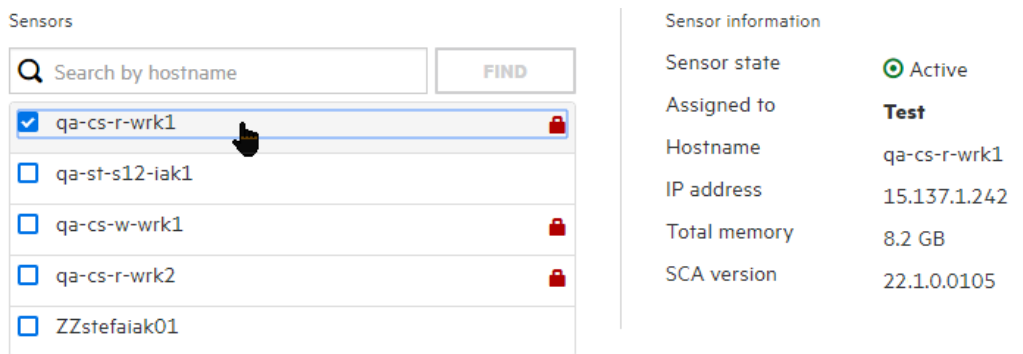 Sensors
Search by hostname
FIND
qa-cs-r-wrk1
qa-st-s12-iak1
qa-cs-w-wrk1
qa-cs-r-wrk2
ZZstefaiak01
Sensor information
Sensor state Active
Assigned to Test
Hostname qa-cs-r-wrk1
IP address 15.137.1.242
Total memory 8.2 GB
SCA version 22.1.0.0105